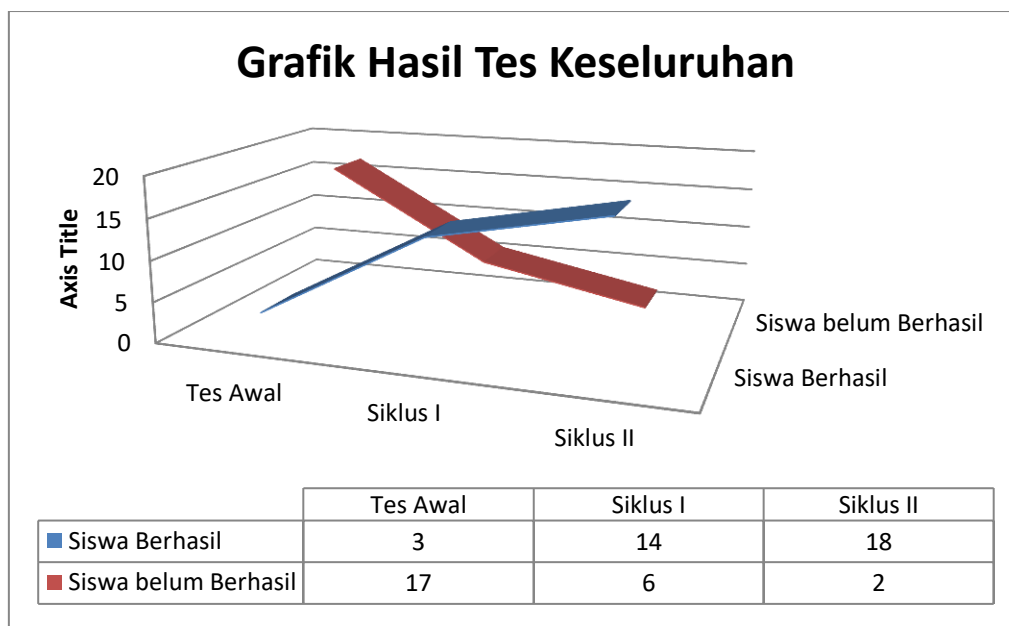 Grafik Hasil Tes Keseluruhan
20
15
10
5
0
Axis Title
Tes Awal
Siklus I
Siklus II
Siswa belum Berhasil
Siswa Berhasil
Tes Awal Siklus I Siklus II
Siswa Berhasil 3 14 18
Siswa belum Berhasil 17 6 2